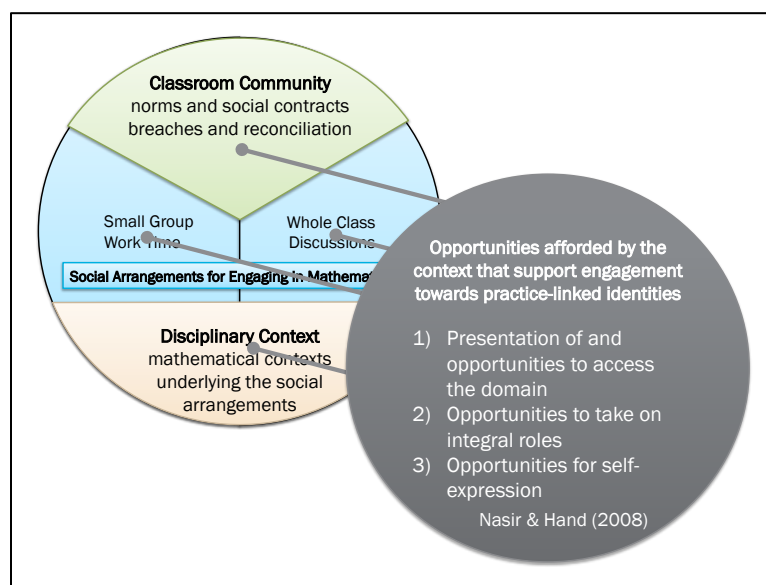 Classroom Community
norms and social contracts
breaches and reconciliation
Small Group
Work Time
Whole Class
Discussions
Social Arrangements for Engaging in Mathemat
Disciplinary Context
mathematical contexts
underlying the social
arrangements
Opportunities afforded by the
context that support engagement
towards practice-linked identities
1) Presentation of and
opportunities to access
the domain
2) Opportunities to take on
integral roles
3) Opportunities for self-
expression
Nasir & Hand (2008)